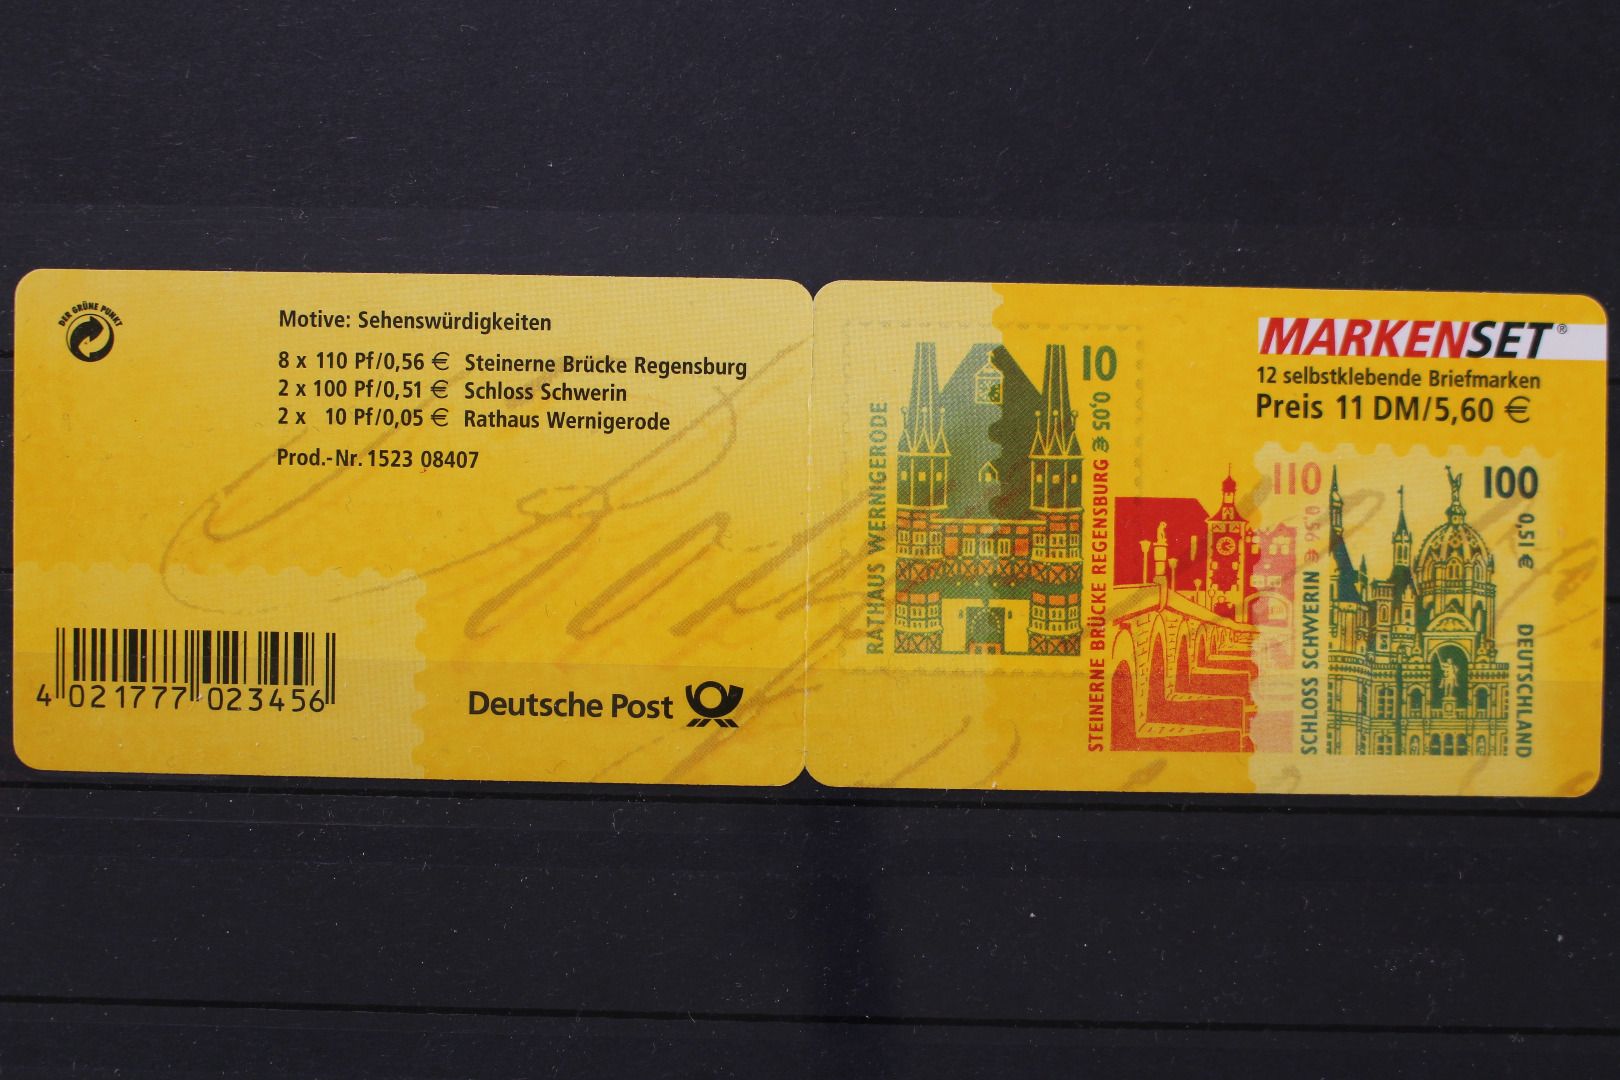 DER GRÜNE PUNKT
Motive: Sehenswürdigkeiten
8 x 110 Pf/0,56 € Steinerne Brücke Regensburg
2 x 100 Pf/0,51 € Schloss Schwerin
2 x 10 Pf/0,05 € Rathaus Wernigerode
Prod.-Nr. 1523 08407
4 021777 023456
Deutsche Post
MARKENSET®
12 selbstklebende Briefmarken
Preis 11 DM/5,60 €
RATHAUS WERNIGERODE
10
0,05 €
STEINERNE BRÜCKE REGENSBURG
110
0,56 €
SCHLOSS SCHWERIN
100
0,51 €
DEUTSCHLAND